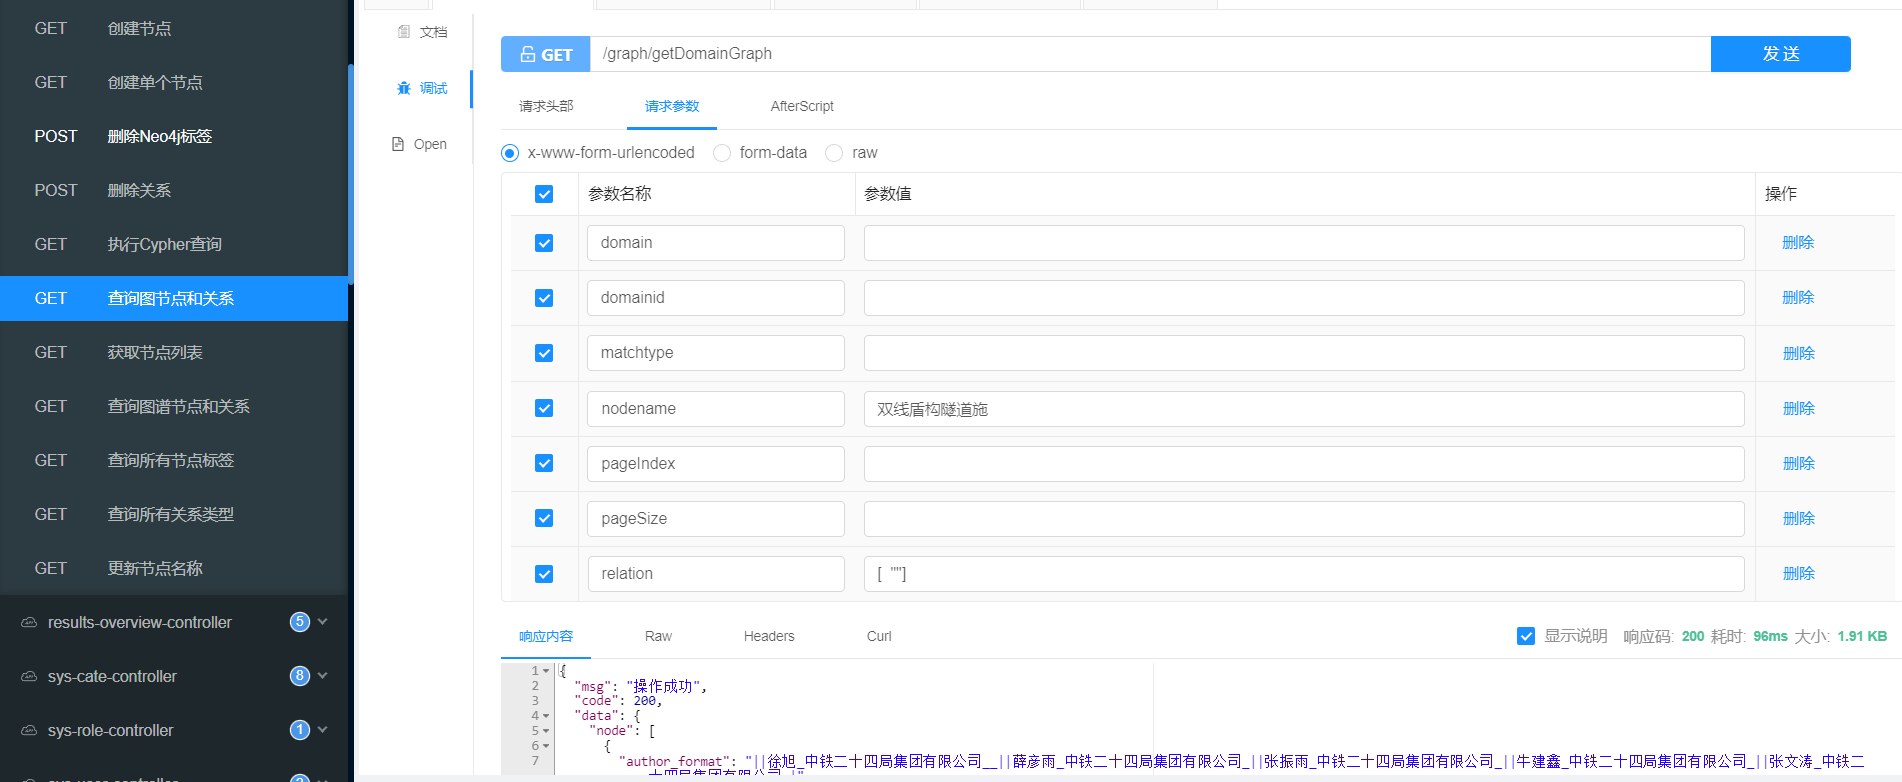 GET 创建节点
GET 创建单个节点
POST 删除Neo4j标签
POST 删除关系
GET 执行Cypher查询
GET 查询图节点和关系
GET 获取节点列表
GET 查询图谱节点和关系
GET 查询所有节点标签
GET 查询所有关系类型
GET 更新节点名称
results-overview-controller 5
sys-cate-controller 8
sys-role-controller 1
文档
调试
Open
GET /graph/getDomainGraph 发送
请求头部 请求参数 AfterScript
x-www-form-urlencoded form-data raw
参数名称 参数值 操作
domain 删除
domainid 删除
matchtype 删除
nodename 双线盾构隧道施 删除
pageIndex 删除
pageSize 删除
relation [ ""] 删除
响应内容 Raw Headers Curl 显示说明 响应码: 200 耗时: 96ms 大小: 1.91 KB
1 {
2 "msg": "操作成功",
3 "code": 200,
4 "data": {
5 "node": [
6 {
7 "author_format": "||徐旭_中铁二十四局集团有限公司__||薛彦雨_中铁二十四局集团有限公司_||张振雨_中铁二十四局集团有限公司_||牛建鑫_中铁二十四局集团有限公司_||张文涛_中铁二
十四局集团有限公司_|"